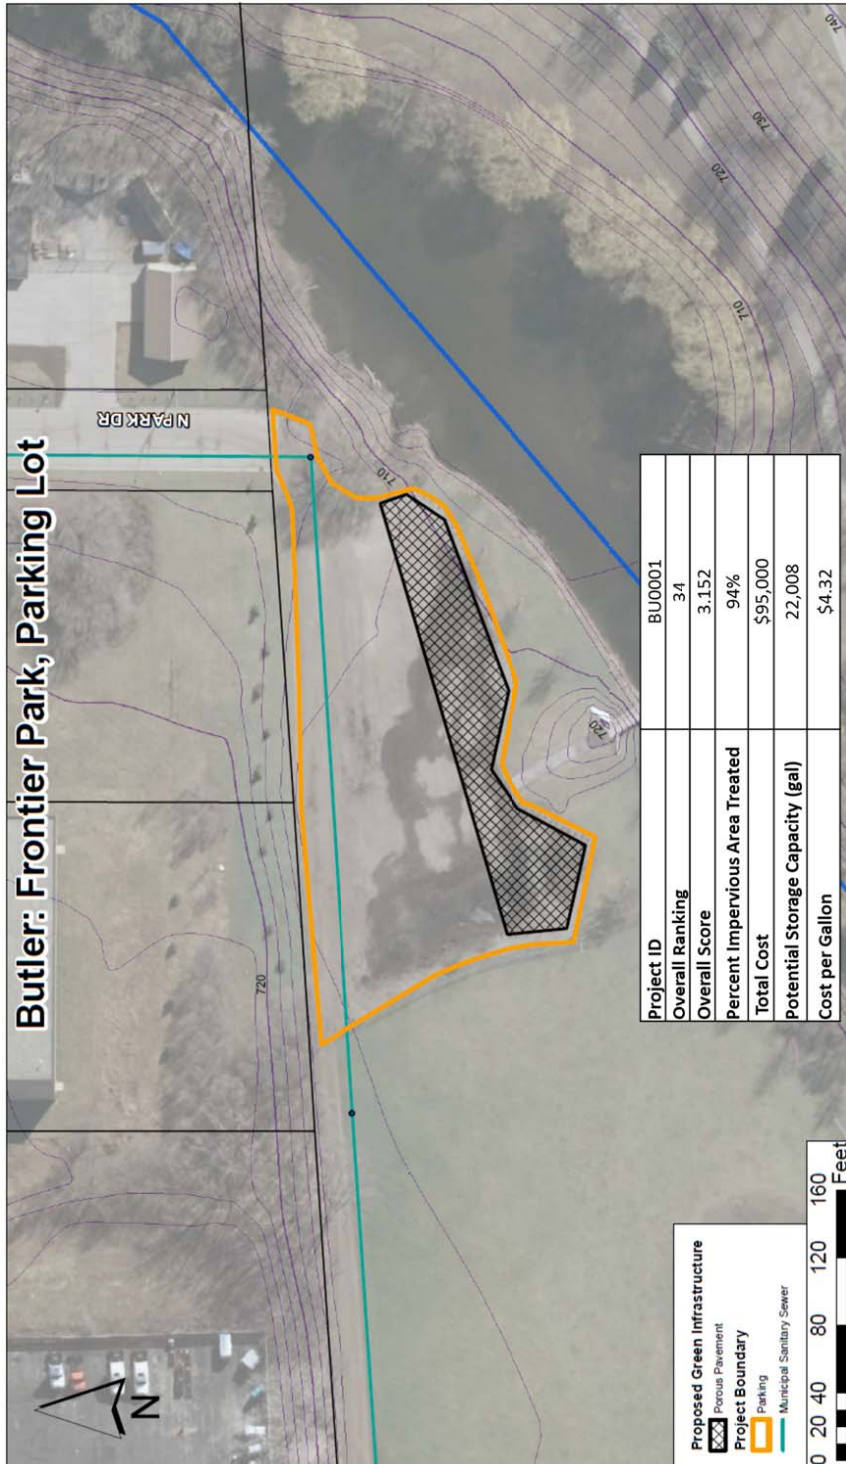 Butler: Frontier Park, Parking Lot
N PARK DR
740
730
720
710
710
720
720
N
Project ID BU0001
Overall Ranking 34
Overall Score 3.152
Percent Impervious Area Treated 94%
Total Cost $95,000
Potential Storage Capacity (gal) 22,008
Cost per Gallon $4.32
Proposed Green Infrastructure
Porous Pavement
Project Boundary
Parking
Municipal Sanitary Sewer
0 20 40 80 120 160
Feet